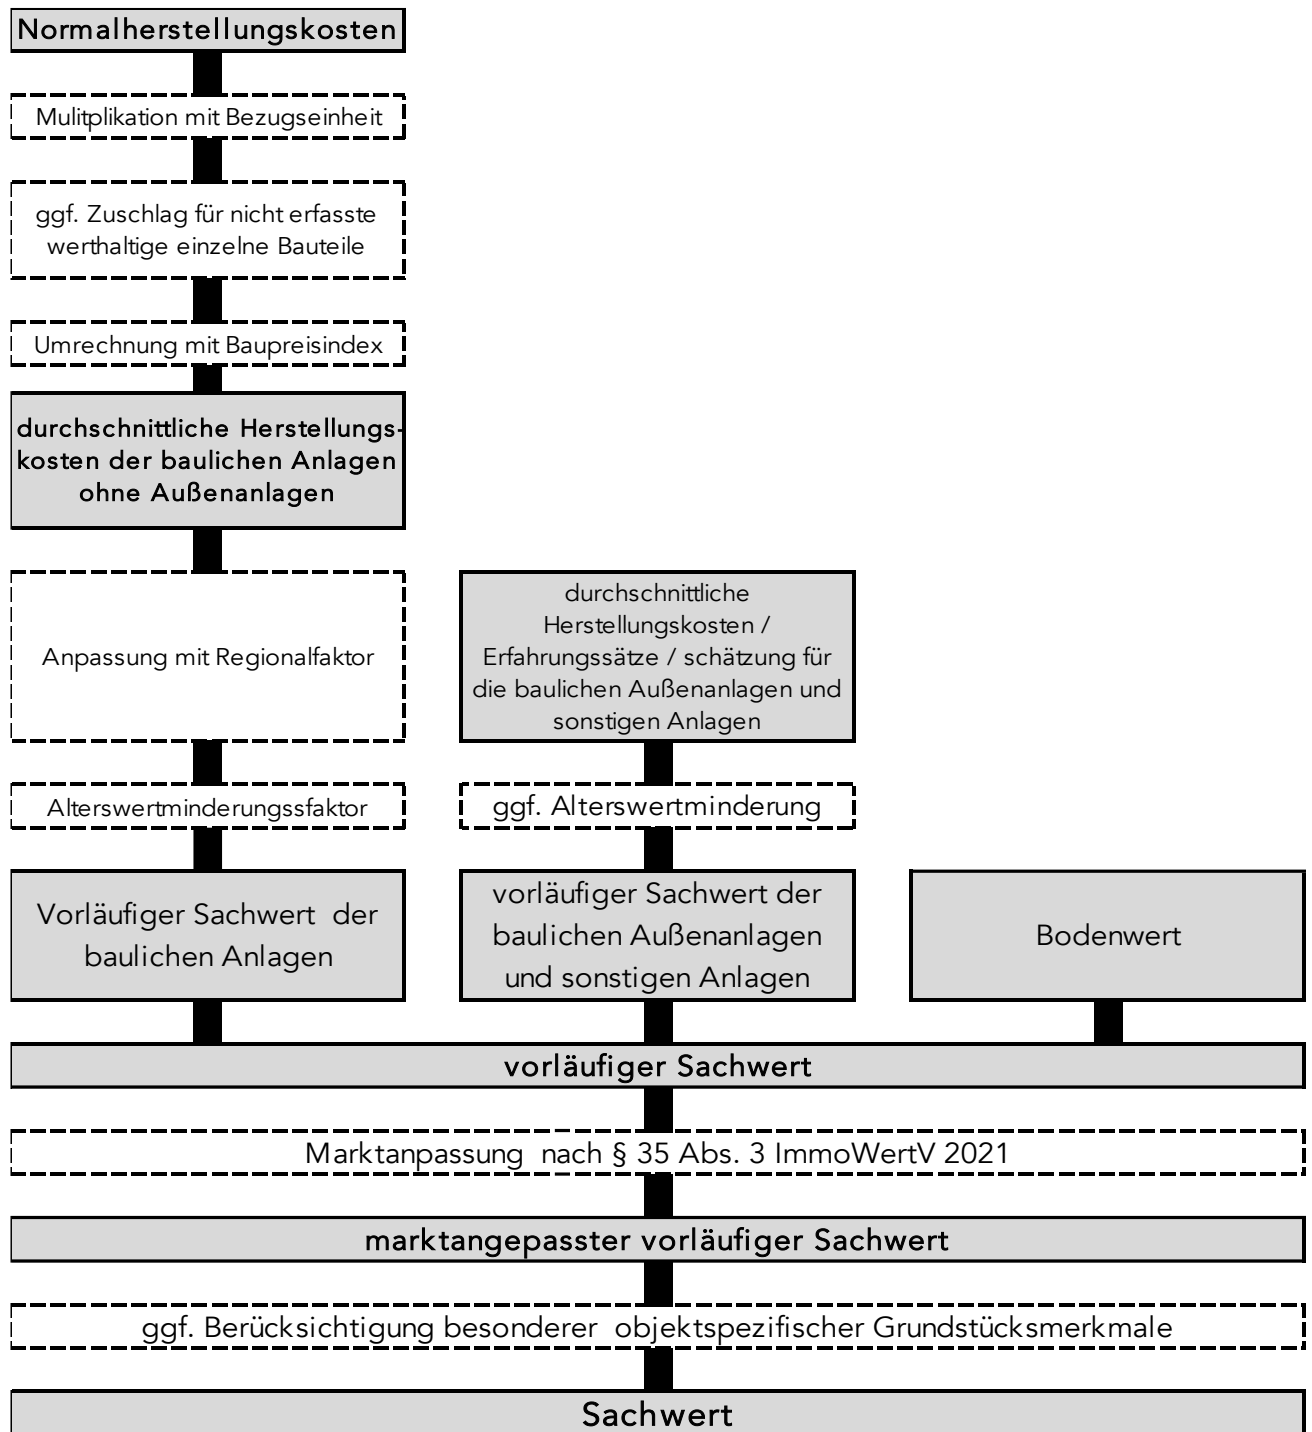 Normalherstellungskosten
Mulitplikation mit Bezugseinheit
ggf. Zuschlag für nicht erfasste
werthaltige einzelne Bauteile
Umrechnung mit Baupreisindex
durchschnittliche Herstellungs-
kosten der baulichen Anlagen
ohne Außenanlagen
Anpassung mit Regionalfaktor
durchschnittliche
Herstellungskosten /
Erfahrungssätze / schätzung für
die baulichen Außenanlagen und
sonstigen Anlagen
Alterswertminderungssfaktor
ggf. Alterswertminderung
Vorläufiger Sachwert der
baulichen Anlagen
vorläufiger Sachwert der
baulichen Außenanlagen
und sonstigen Anlagen
Bodenwert
vorläufiger Sachwert
Marktanpassung nach § 35 Abs. 3 ImmoWertV 2021
marktangepasster vorläufiger Sachwert
ggf. Berücksichtigung besonderer objektspezifischer Grundstücksmerkmale
Sachwert